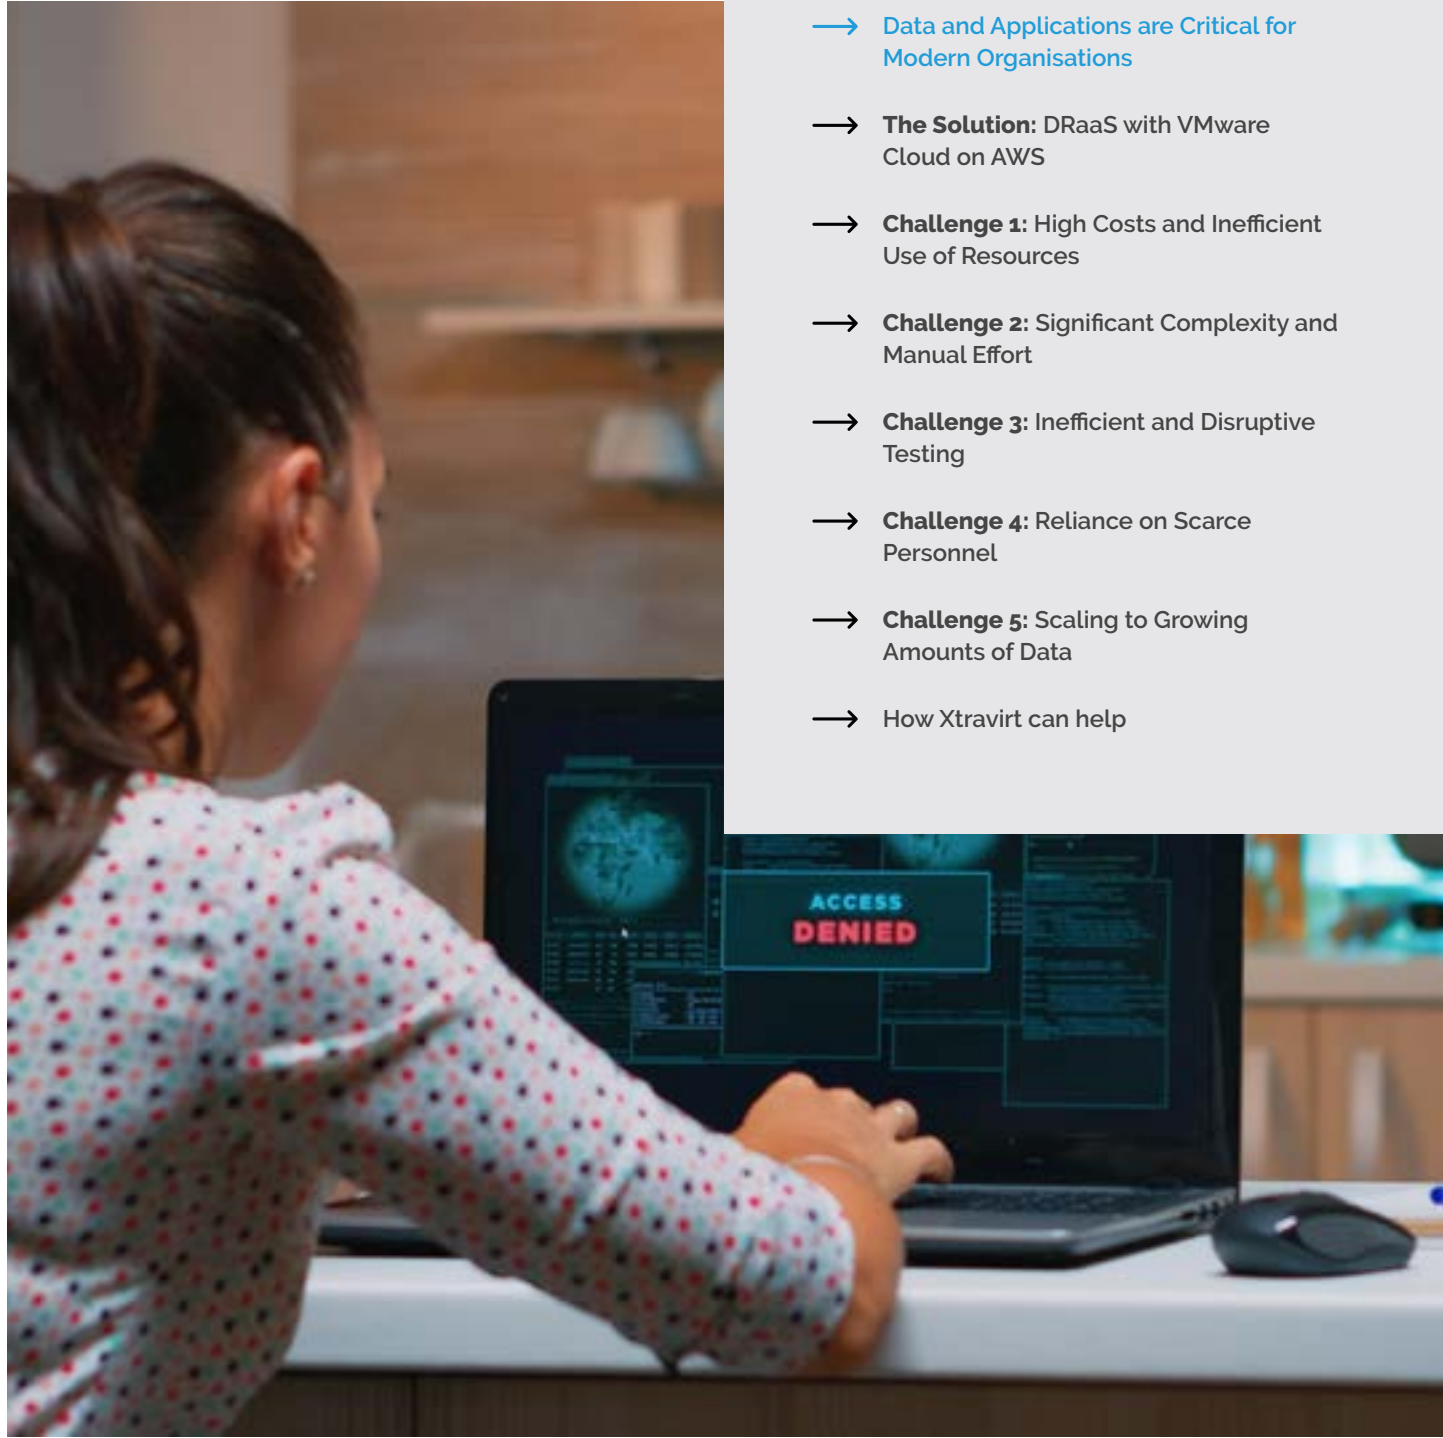 Data and Applications are Critical for
Modern Organisations
The Solution: DRaaS with VMware
Cloud on AWS
Challenge 1: High Costs and Inefficient
Use of Resources
Challenge 2: Significant Complexity and
Manual Effort
Challenge 3: Inefficient and Disruptive
Testing
Challenge 4: Reliance on Scarce
Personnel
Challenge 5: Scaling to Growing
Amounts of Data
How Xtravirt can help
ACCESS
DENIED